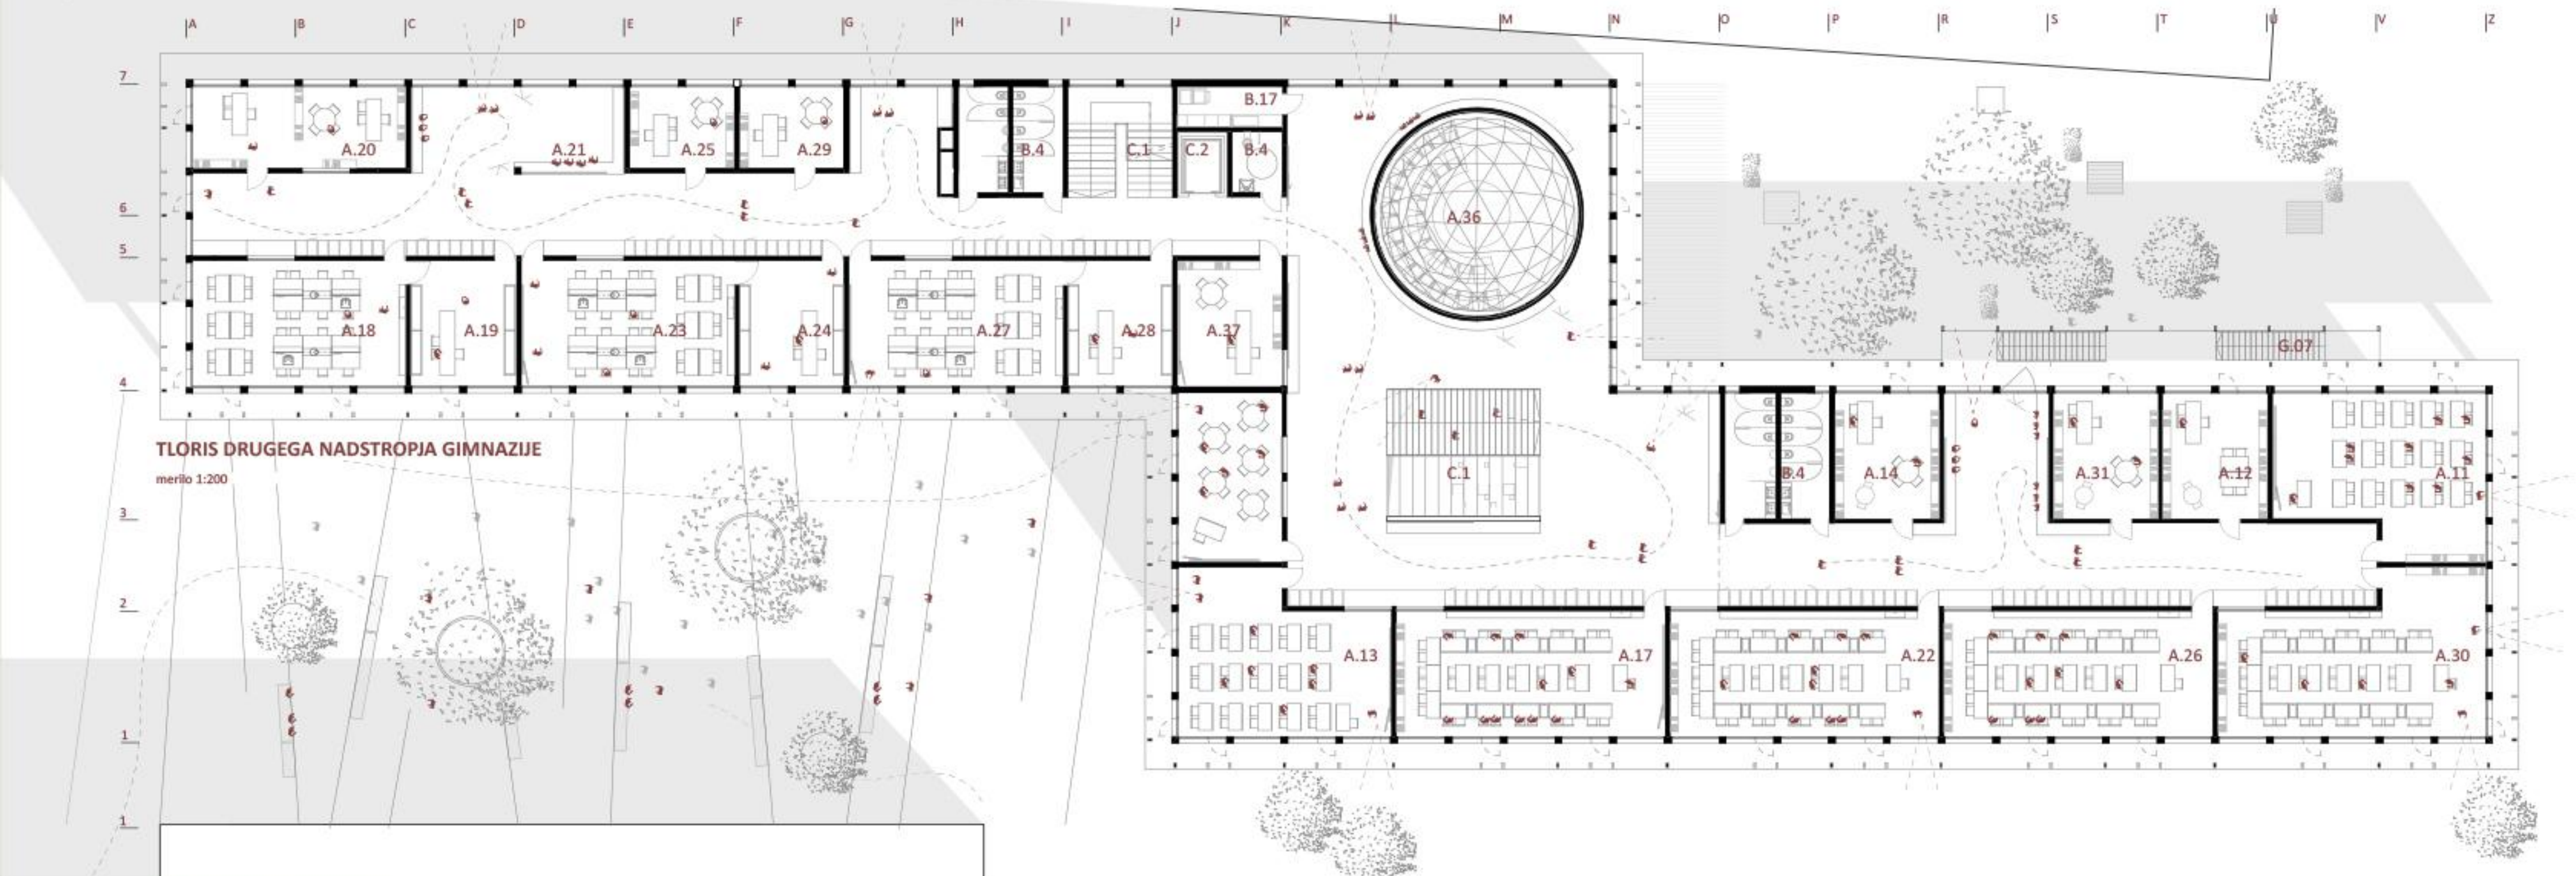 A B C D E F G H I J K L M N O P R S T U V Z
7
B.17
A.20 A.21 A.25 A.29 B.4 C.1 C.2 B.4
6
A.36
5
A.18 A.19 A.23 A.24 A.27 A.28 A.37
G.07
4
TLORIS DRUGEGA NADSTROPJA GIMNAZIJE
merilo 1:200
C.1 B.4 A.14 A.31 A.12 A.11
3
2
A.13 A.17 A.22 A.26 A.30
1
1